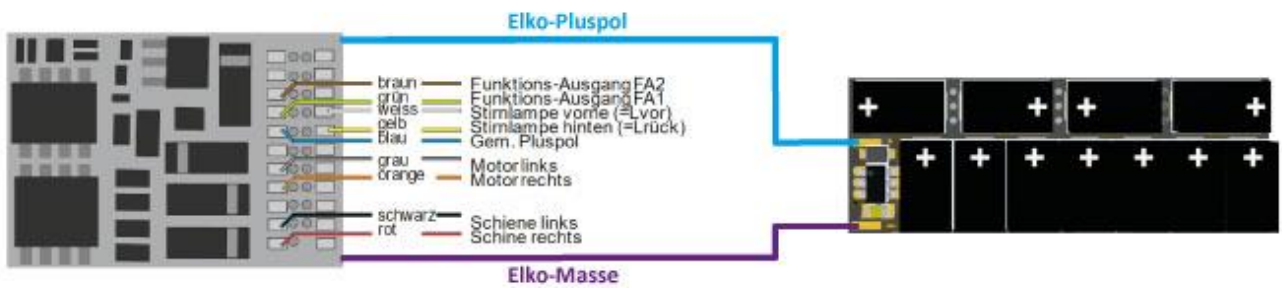 Elko-Pluspol
braun Funktions-Ausgang FA2
grün Funktions-Ausgang FA1
weiss Stirnlampe vorne (=Lvor)
gelb Stirnlampe hinten (=Lrück)
blau Gem. Pluspol
grau Motor links
orange Motor rechts
schwarz Schiene links
rot Schine rechts
Elko-Masse
+ + + +
+ + + + + + +